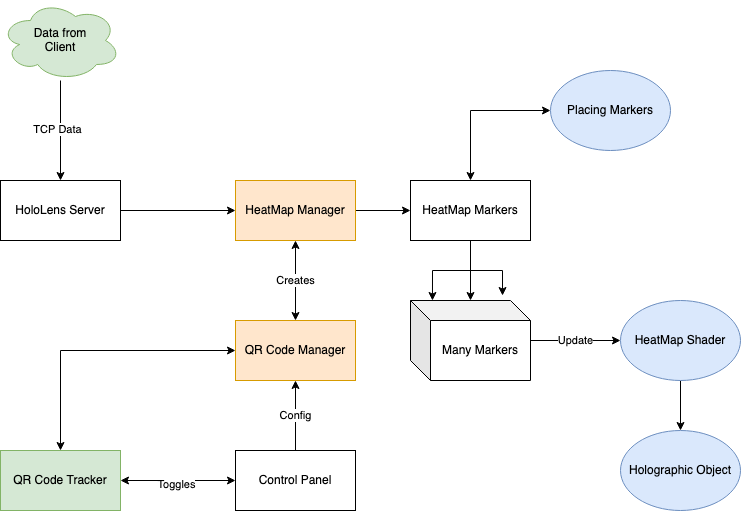 Data from
Client
Placing Markers
TCP Data
HoloLens Server
HeatMap Manager
HeatMap Markers
Creates
QR Code Manager
Many Markers
Update
HeatMap Shader
Config
QR Code Tracker
Toggles
Control Panel
Holographic Object